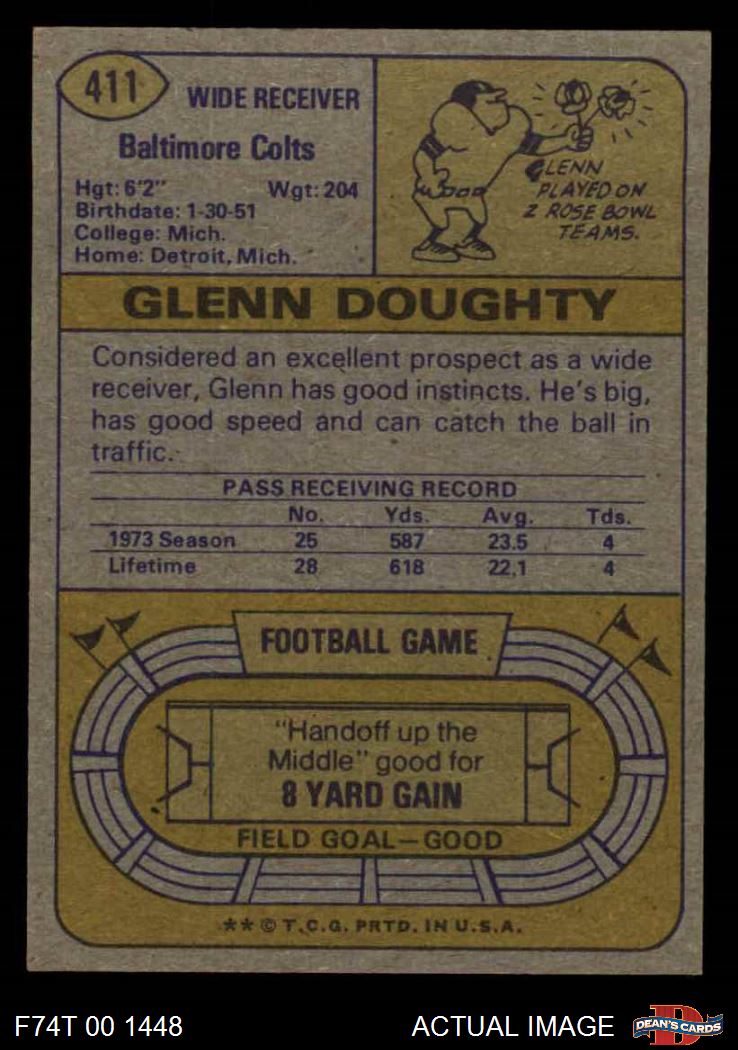 411
WIDE RECEIVER
Baltimore Colts
Hgt: 6'2" Wgt: 204
Birthdate: 1-30-51
College: Mich.
Home: Detroit, Mich.
GLENN
PLAYED ON
2 ROSE BOWL
TEAMS.
GLENN DOUGHTY
Considered an excellent prospect as a wide
receiver, Glenn has good instincts. He's big,
has good speed and can catch the ball in
traffic.
PASS RECEIVING RECORD
No. Yds. Avg. Tds.
1973 Season 25 587 23.5 4
Lifetime 28 618 22.1 4
FOOTBALL GAME
"Handoff up the
Middle" good for
8 YARD GAIN
FIELD GOAL—GOOD
** © T.C.G. PRTD. IN U.S.A.
F74T 00 1448 ACTUAL IMAGE
D
DEAN'S CARDS